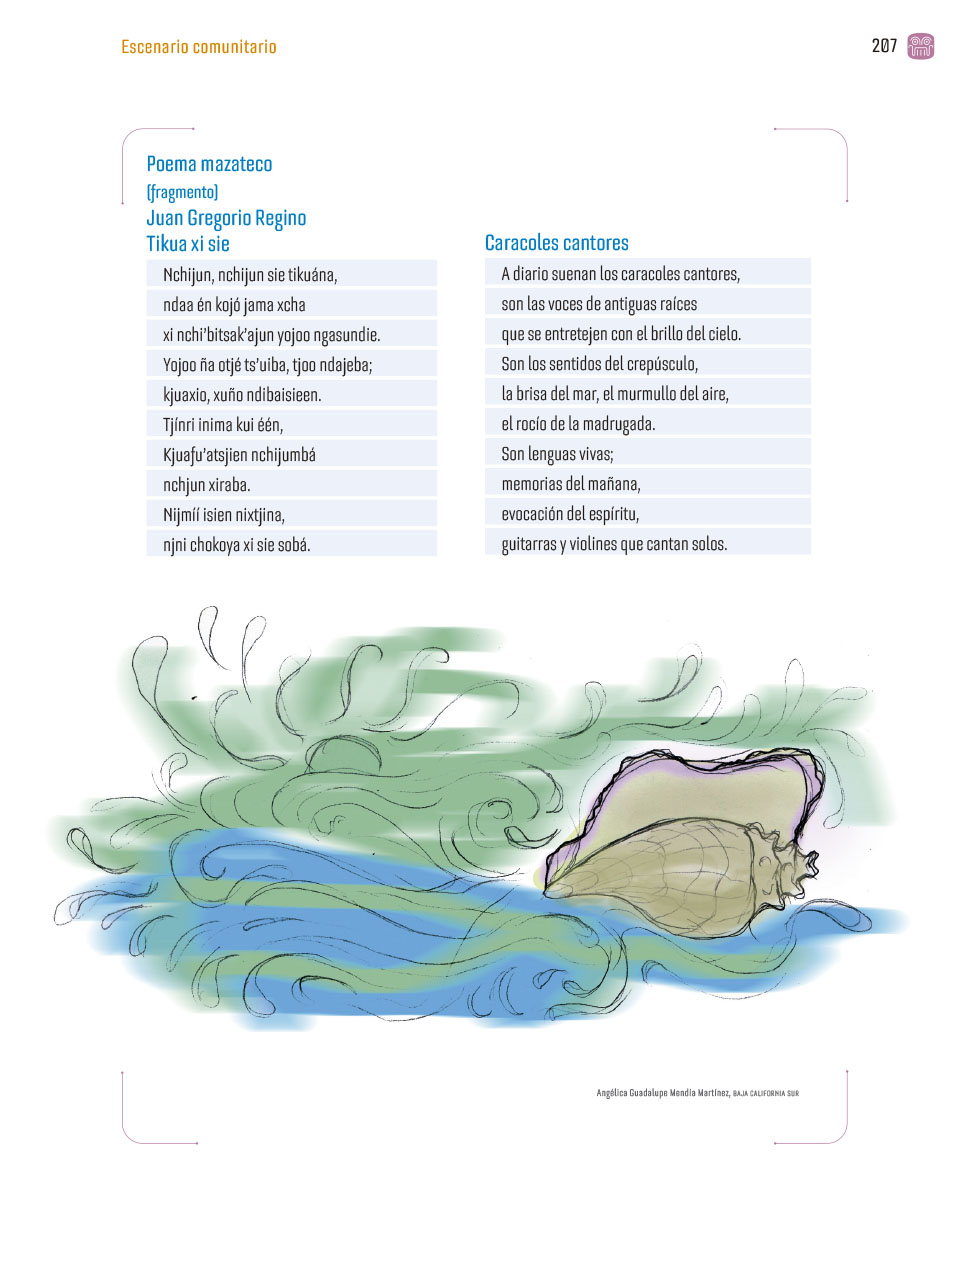 Escenario comunitario
207
Poema mazateco
(fragmento)
Juan Gregorio Regino
Tikua xi sie
Nchijun, nchijun sie tikuána,
ndaa én kojó jama xcha
xi nchi’bitsak’ajun yojoo ngasundie.
Yojoo ña otjé ts’uiba, tjoo ndajeba;
kjuaxio, xuño ndibaisieen.
Tjínri inima kui één,
Kjuafu’atsjien nchijumbá
nchjun xiraba.
Nijmíí isien nixtjina,
njni chokoya xi sie sobá.
Caracoles cantores
A diario suenan los caracoles cantores,
son las voces de antiguas raíces
que se entretejen con el brillo del cielo.
Son los sentidos del crepúsculo,
la brisa del mar, el murmullo del aire,
el rocío de la madrugada.
Son lenguas vivas;
memorias del mañana,
evocación del espíritu,
guitarras y violines que cantan solos.
Angélica Guadalupe Mendía Martínez, BAJA CALIFORNIA SUR